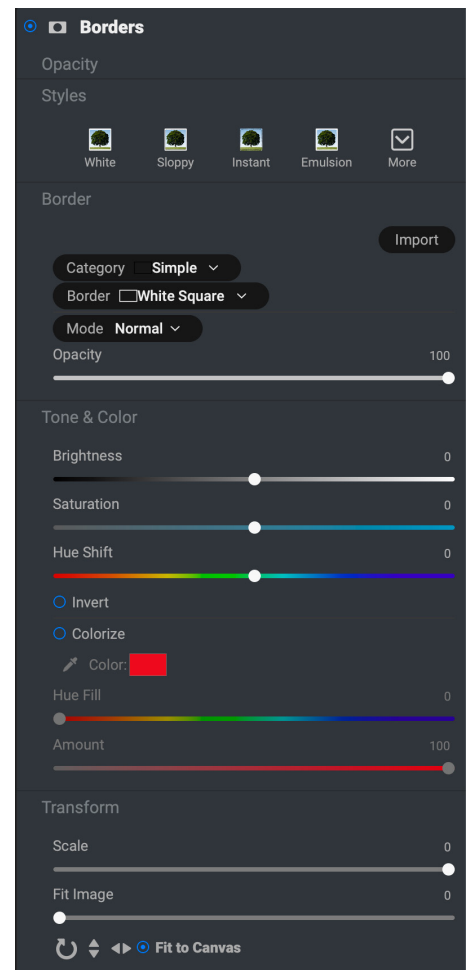 Borders
Opacity
Styles
White Sloppy Instant Emulsion More
Border
Import
Category Simple
Border White Square
Mode Normal
Opacity 100
Tone & Color
Brightness 0
Saturation 0
Hue Shift 0
Invert
Colorize
Color:
Hue Fill 0
Amount 100
Transform
Scale 0
Fit Image 0
Fit to Canvas